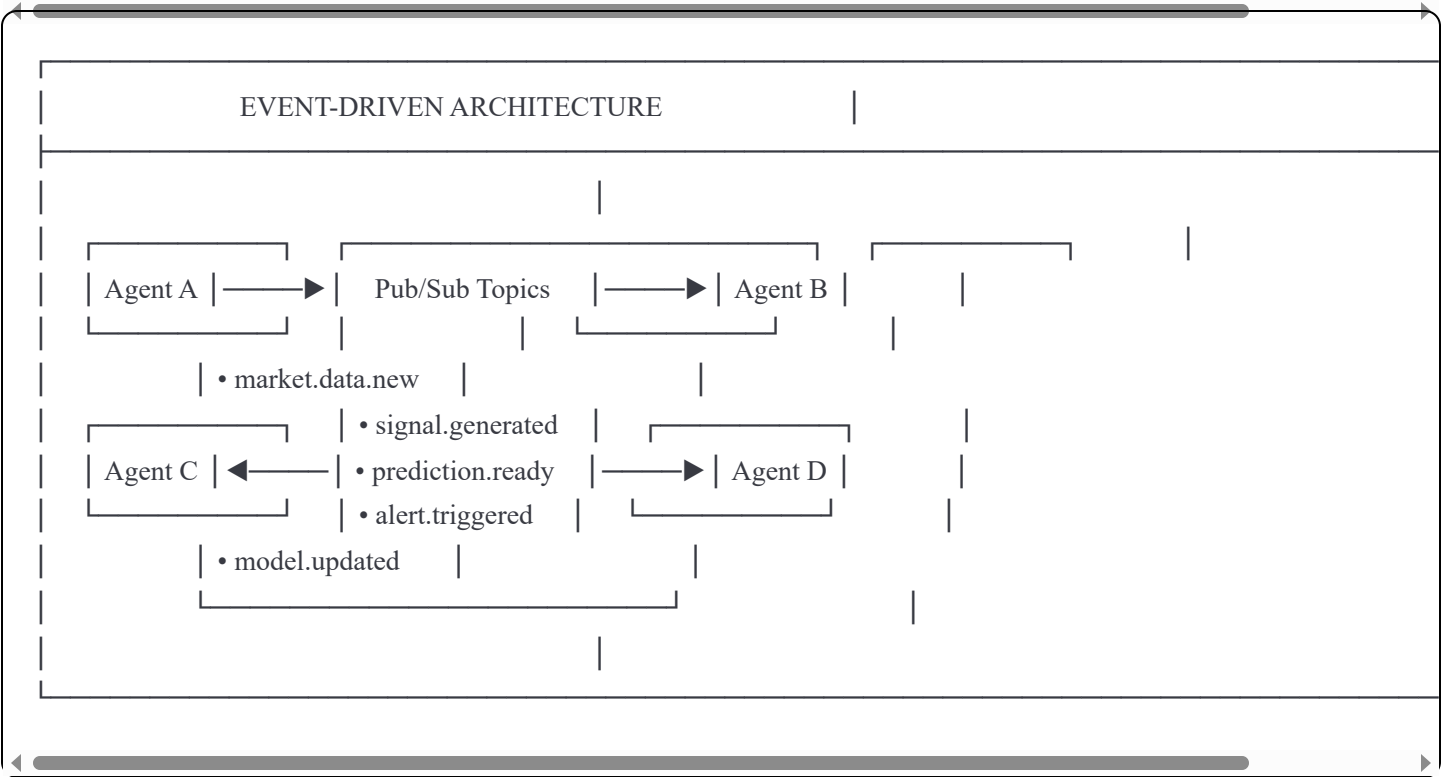 EVENT-DRIVEN ARCHITECTURE
Agent A Pub/Sub Topics Agent B
• market.data.new
• signal.generated
Agent C • prediction.ready Agent D
• alert.triggered
• model.updated